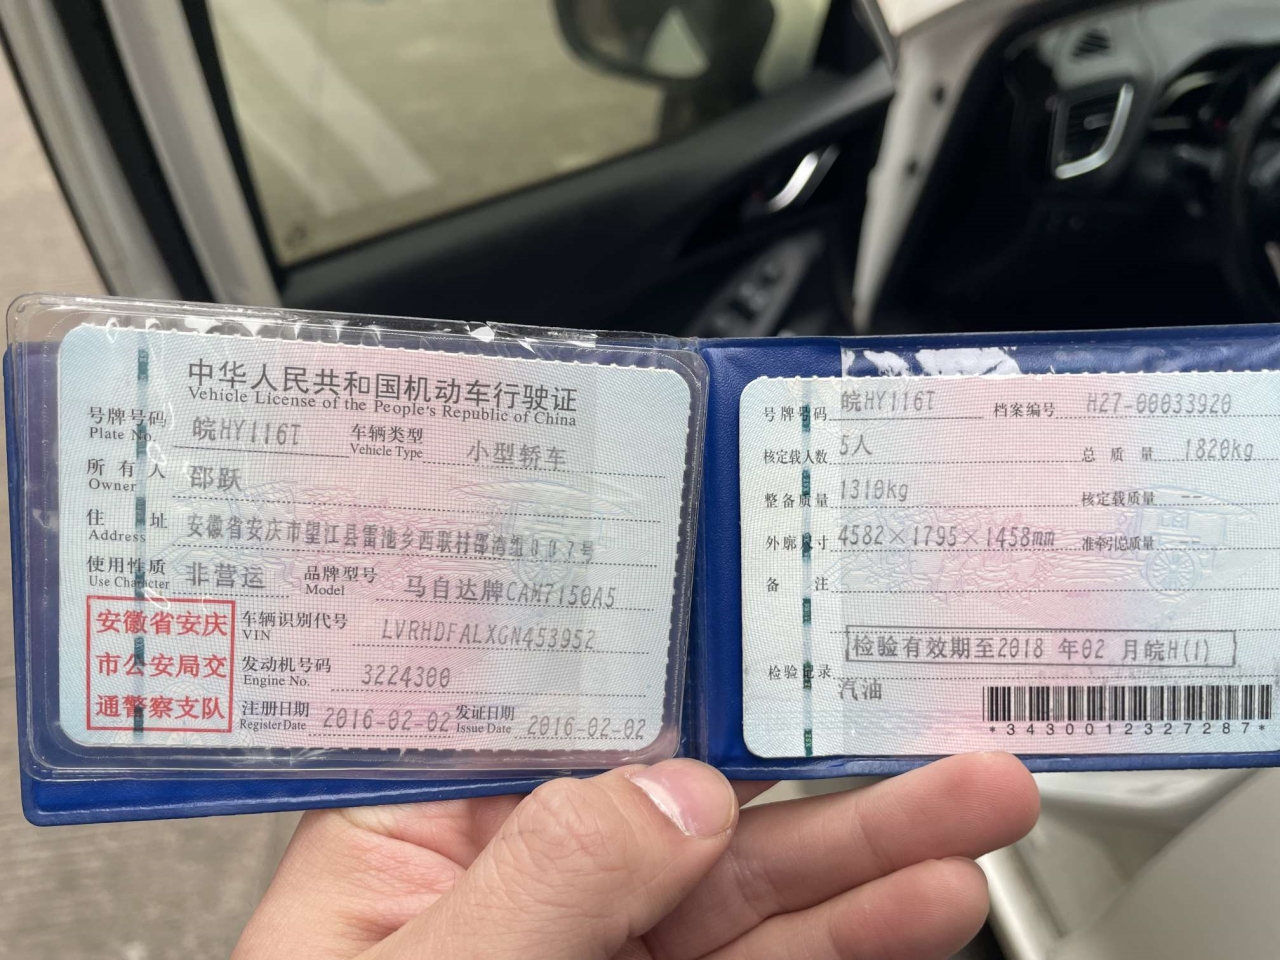 中华人民共和国机动车行驶证
Vehicle License of the People's Republic of China
号牌号码 皖HY116T 车辆类型 小型轿车
Plate No. Vehicle Type
所有人 邵跃
Owner
住址 安徽省安庆市望江县雷池乡西联村邵湾组007号
Address
使用性质 非营运 品牌型号 马自达牌CAM7150A5
Use Character Model
安徽省安庆
市公安局交
通警察支队
车辆识别代号 LVRHDFALXGN453952
VIN
发动机号码 3224300
Engine No.
注册日期 2016-02-02 发证日期 2016-02-02
Register Date Issue Date
号牌号码 皖HY116T 档案编号 H27-00033920
核定载人数 5人 总质量 1820kg
整备质量 1310kg 核定载质量 --
外廓尺寸 4582×1795×1458mm 准牵引总质量 --
备注
检验有效期至2018年02月皖H(1)
检验记录
汽油
*3430012327287*